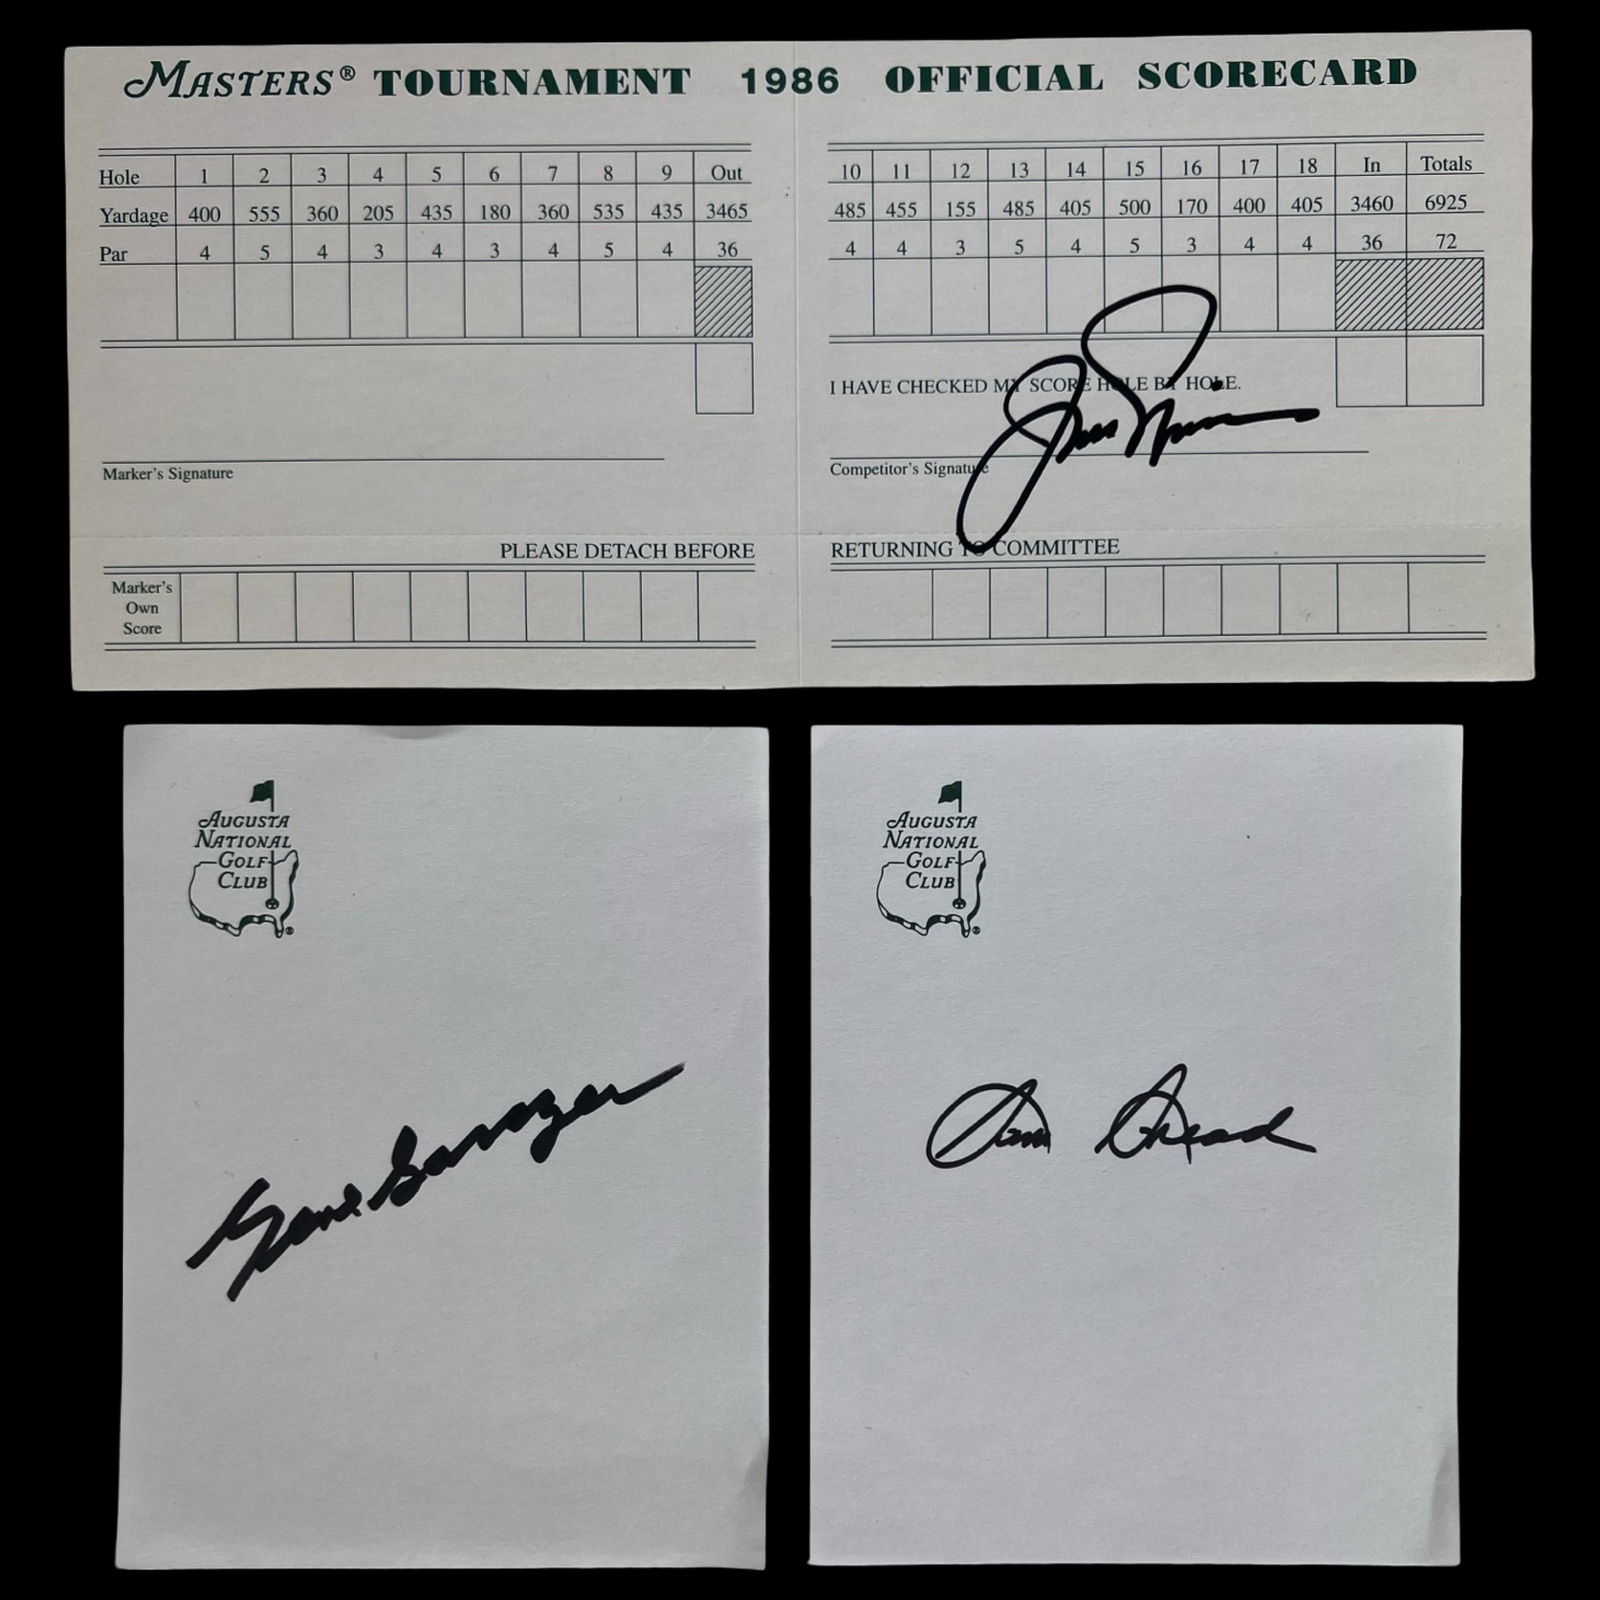 MASTERS® TOURNAMENT 1986 OFFICIAL SCORECARD
Hole 1 2 3 4 5 6 7 8 9 Out 10 11 12 13 14 15 16 17 18 In Totals
Yardage 400 555 360 205 435 180 360 535 435 3465 485 455 155 485 405 500 170 400 405 3460 6925
Par 4 5 4 3 4 3 4 5 4 36 4 4 3 5 4 5 3 4 4 36 72
I HAVE CHECKED MY SCORE HOLE BY HOLE.
Marker's Signature
Competitor's Signature
PLEASE DETACH BEFORE RETURNING TO COMMITTEE
Marker's
Own
Score
AUGUSTA
NATIONAL
GOLF
CLUB
®
Gene Sarazen
AUGUSTA
NATIONAL
GOLF
CLUB
®
Sam Snead